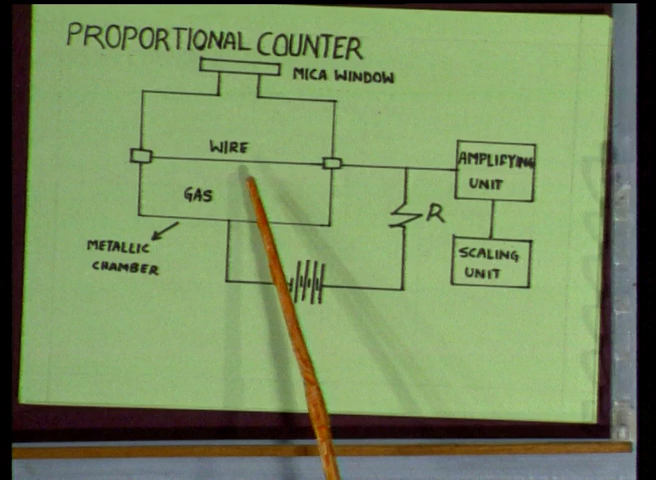 PROPORTIONAL COUNTER
MICA WINDOW
WIRE
GAS
METALLIC
CHAMBER
R
AMPLIFYING
UNIT
SCALING
UNIT